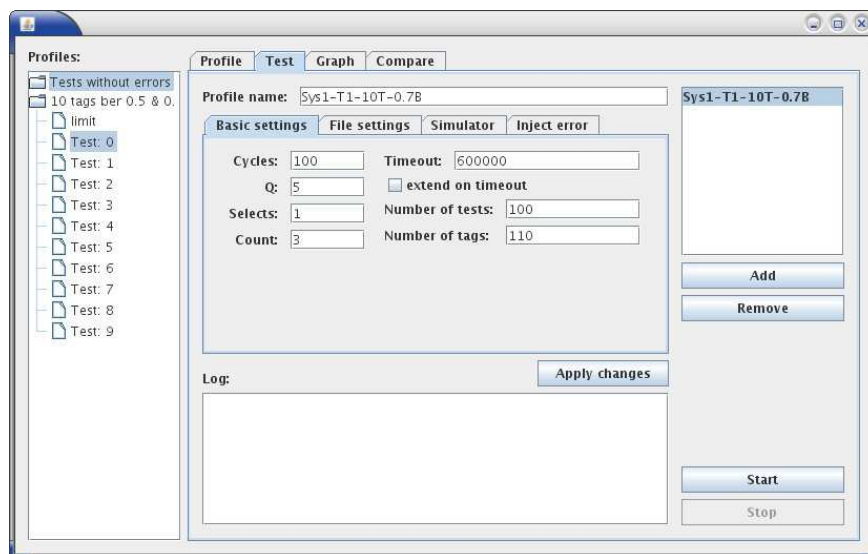 Profiles:
Tests without errors
10 tags ber 0.5 & 0.
limit
Test: 0
Test: 1
Test: 2
Test: 3
Test: 4
Test: 5
Test: 6
Test: 7
Test: 8
Test: 9
Profile Test Graph Compare
Profile name: Sys1-T1-10T-0.7B
Basic settings File settings Simulator Inject error
Cycles: 100 Timeout: 600000
Q: 5 extend on timeout
Selects: 1 Number of tests: 100
Count: 3 Number of tags: 110
Apply changes
Log:
Sys1-T1-10T-0.7B
Add
Remove
Start
Stop